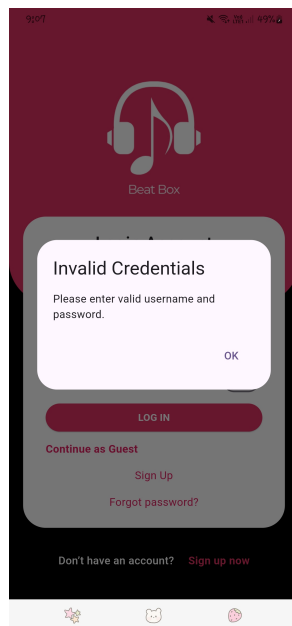 9:07
49%
Beat Box
Invalid Credentials
Please enter valid username and
password.
OK
LOG IN
Continue as Guest
Sign Up
Forgot password?
Don't have an account? Sign up now